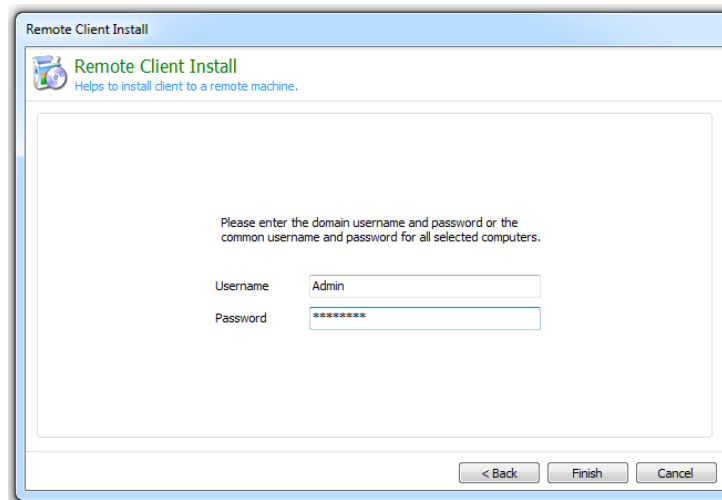 Remote Client Install
Remote Client Install
Helps to install client to a remote machine.
Please enter the domain username and password or the
common username and password for all selected computers.
Username Admin
Password ********
< Back Finish Cancel